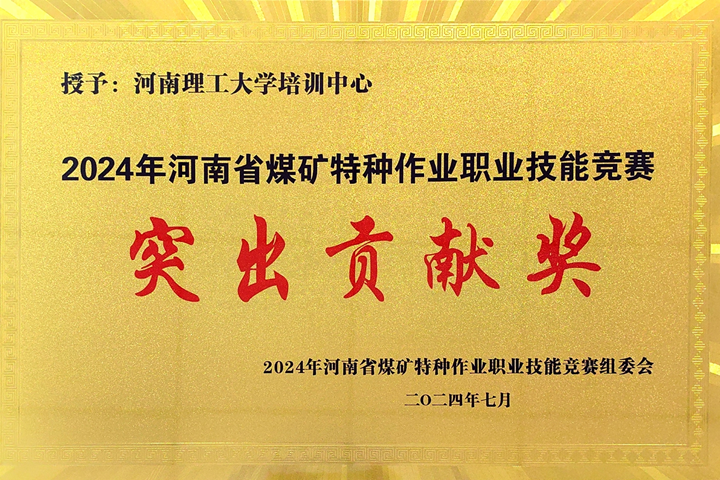 授予：河南理工大学培训中心
2024年河南省煤矿特种作业职业技能竞赛
突出贡献奖
2024年河南省煤矿特种作业职业技能竞赛组委会
二〇二四年七月